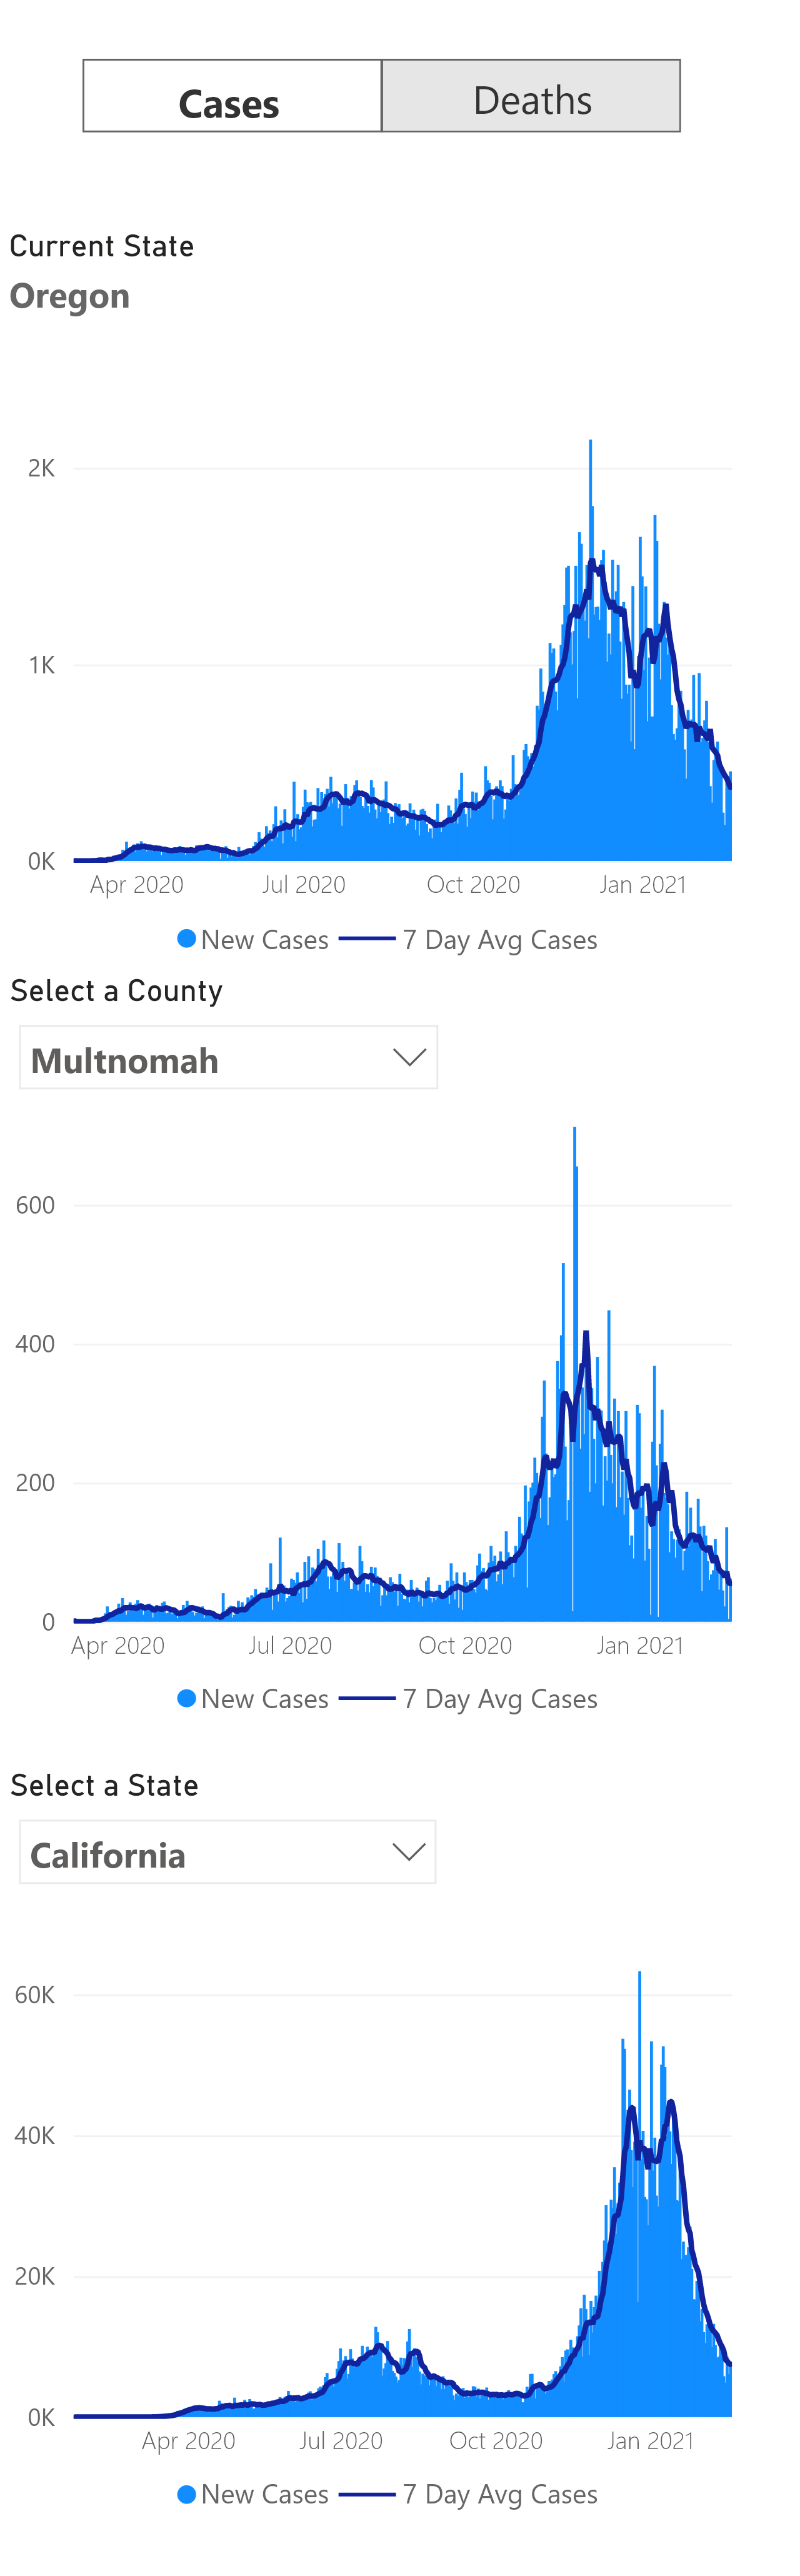 Cases Deaths
Current State
Oregon
2K
1K
0K
Apr 2020 Jul 2020 Oct 2020 Jan 2021
New Cases 7 Day Avg Cases
Select a County
Multnomah
600
400
200
0
Apr 2020 Jul 2020 Oct 2020 Jan 2021
New Cases 7 Day Avg Cases
Select a State
California
60K
40K
20K
0K
Apr 2020 Jul 2020 Oct 2020 Jan 2021
New Cases 7 Day Avg Cases